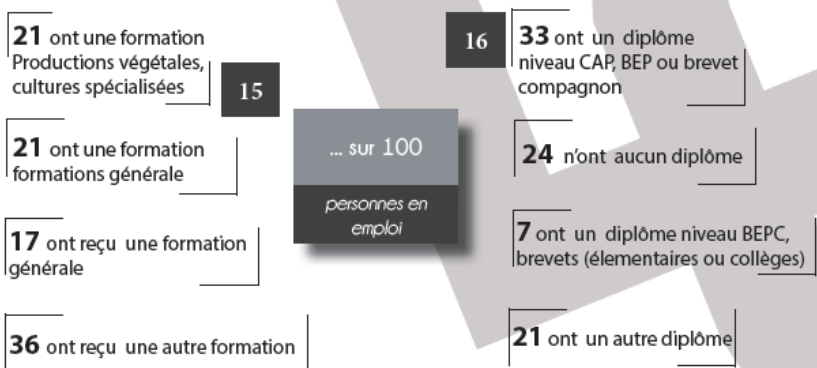 21 ont une formation
Productions végétales,
cultures spécialisées
15
21 ont une formation
formations générale
17 ont reçu une formation
générale
36 ont reçu une autre formation
... sur 100
personnes en
emploi
16
33 ont un diplôme
niveau CAP, BEP ou brevet
compagnon
24 n'ont aucun diplôme
7 ont un diplôme niveau BEPC,
brevets (élementaires ou collèges)
21 ont un autre diplôme